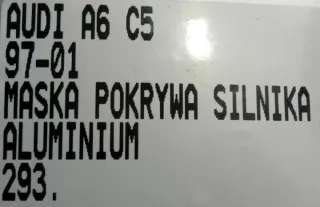 AUDI A6 C5
97-01
MASKA POKRYWA SILNIKA
ALUMINIUM
293.